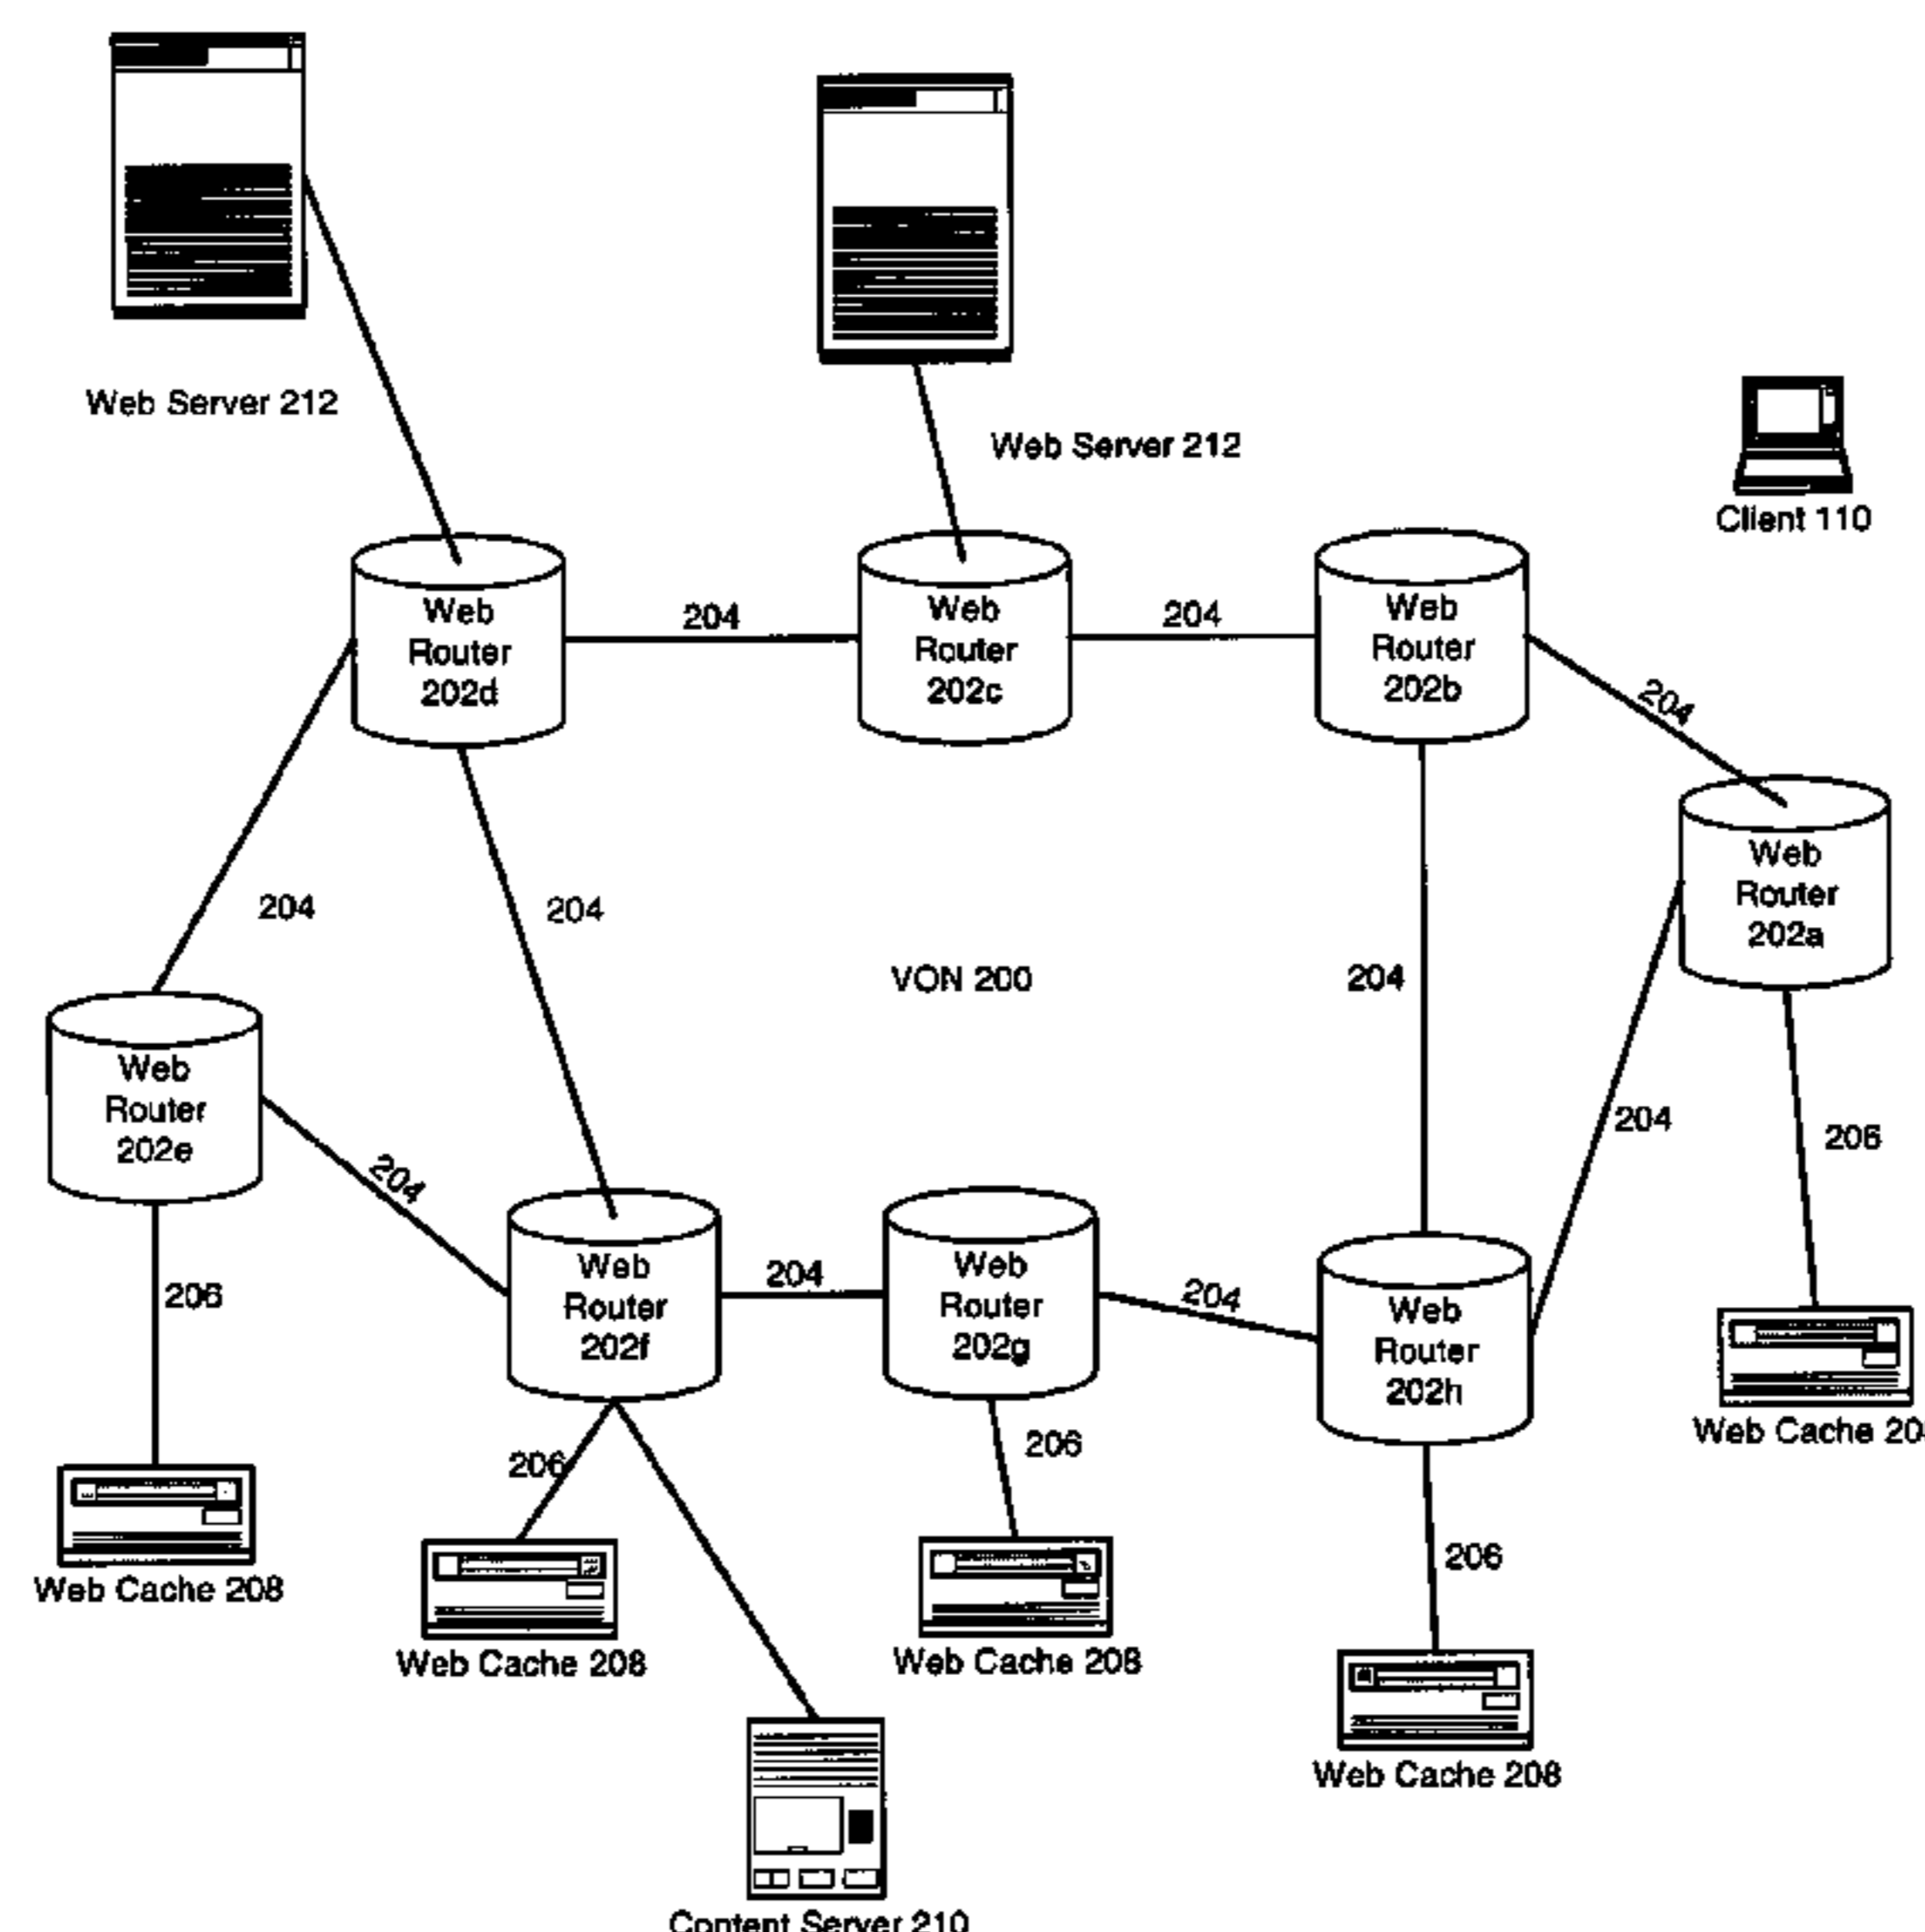 Web Server 212
Web Server 212
Client 110
Web
Router
202d
204
Web
Router
202c
204
Web
Router
202b
204
Web
Router
202a
204
204
VON 200
204
204
206
Web
Router
202e
204
206
Web
Router
202f
204
Web
Router
202g
204
Web
Router
202h
206
206
206
Web Cache 208
Web Cache 208
Web Cache 208
Web Cache 20
Web Cache 208
Content Server 210